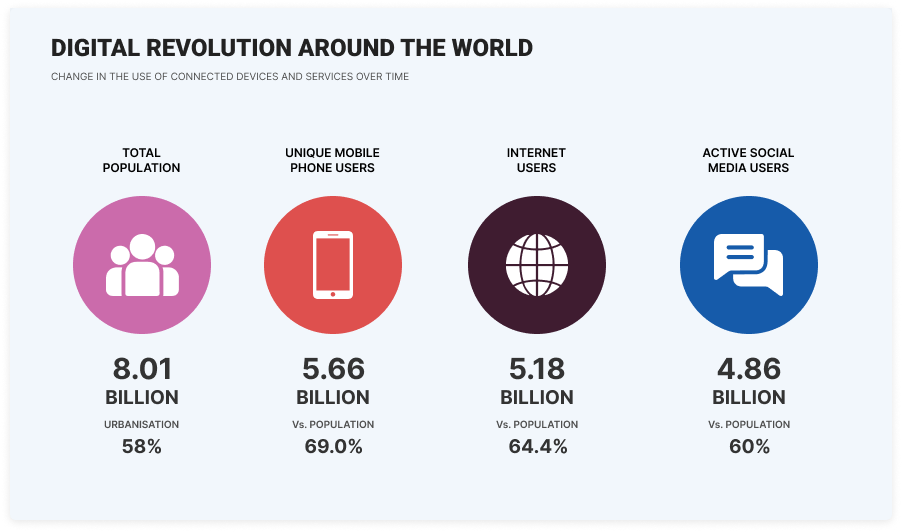 DIGITAL REVOLUTION AROUND THE WORLD
CHANGE IN THE USE OF CONNECTED DEVICES AND SERVICES OVER TIME
TOTAL
POPULATION
8.01
BILLION
URBANISATION
58%
UNIQUE MOBILE
PHONE USERS
5.66
BILLION
Vs. POPULATION
69.0%
INTERNET
USERS
5.18
BILLION
Vs. POPULATION
64.4%
ACTIVE SOCIAL
MEDIA USERS
4.86
BILLION
Vs. POPULATION
60%